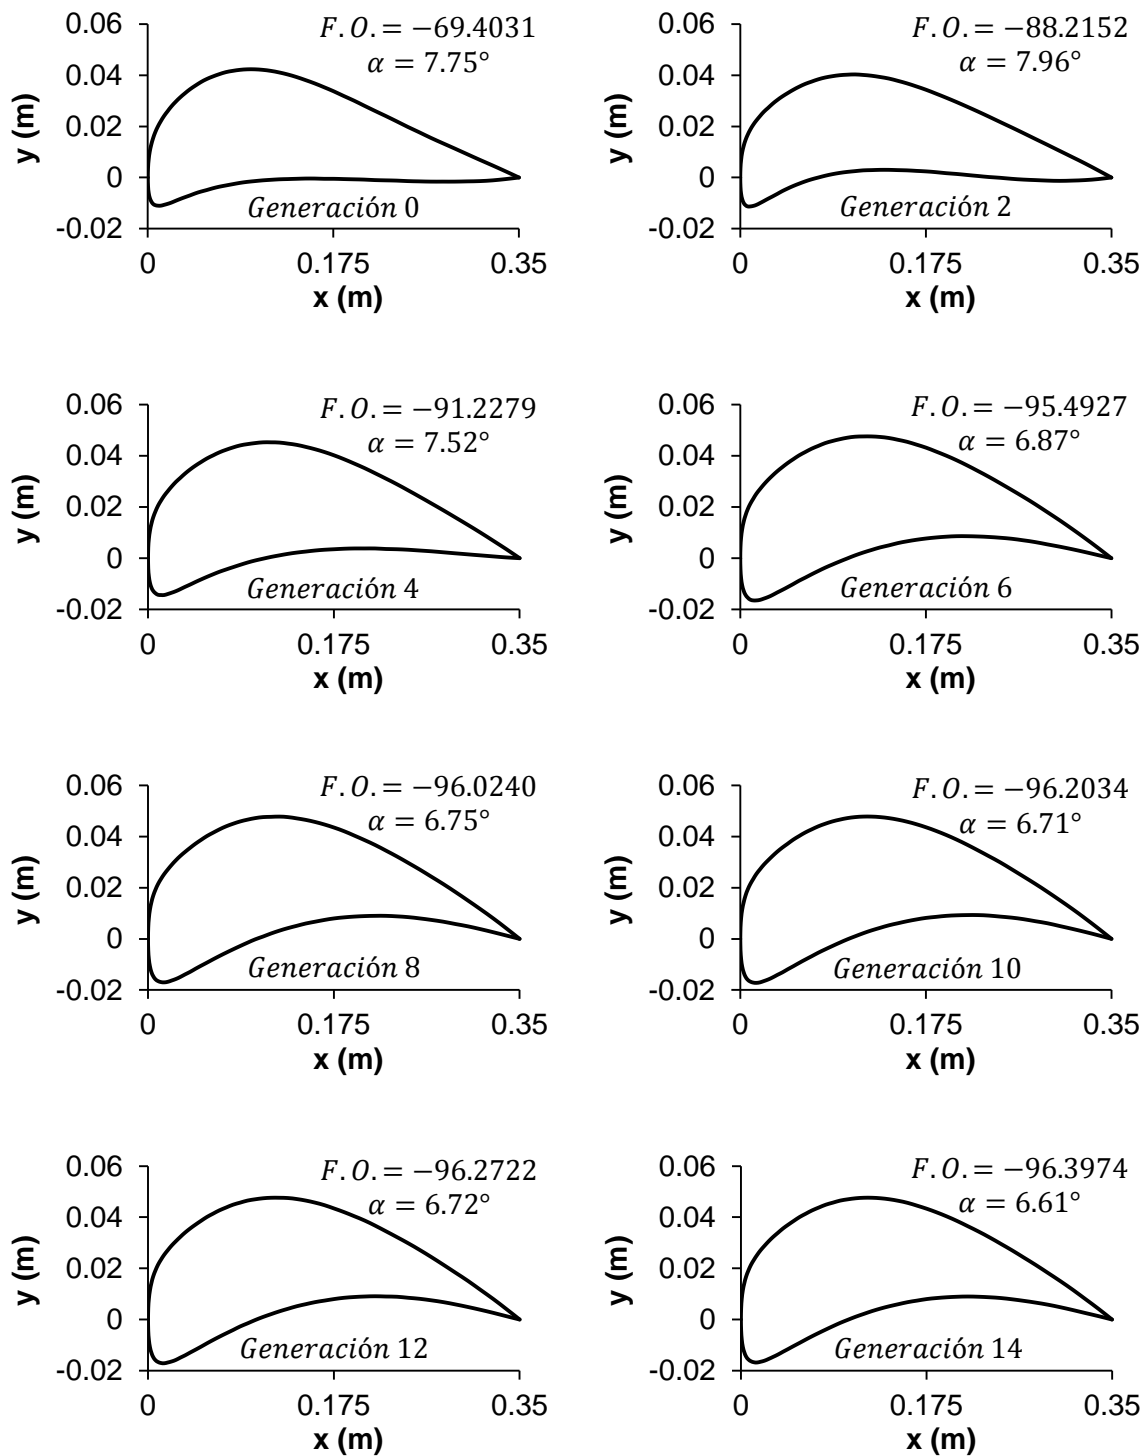 F. O. = −69.4031
α = 7.75°
y (m)
0.06
0.04
0.02
0
-0.02
Generación 0
0
0.175
0.35
x (m)
F. O. = −88.2152
α = 7.96°
y (m)
0.06
0.04
0.02
0
-0.02
Generación 2
0
0.175
0.35
x (m)
F. O. = −91.2279
α = 7.52°
y (m)
0.06
0.04
0.02
0
-0.02
Generación 4
0
0.175
0.35
x (m)
F. O. = −95.4927
α = 6.87°
y (m)
0.06
0.04
0.02
0
-0.02
Generación 6
0
0.175
0.35
x (m)
F. O. = −96.0240
α = 6.75°
y (m)
0.06
0.04
0.02
0
-0.02
Generación 8
0
0.175
0.35
x (m)
F. O. = −96.2034
α = 6.71°
y (m)
0.06
0.04
0.02
0
-0.02
Generación 10
0
0.175
0.35
x (m)
F. O. = −96.2722
α = 6.72°
y (m)
0.06
0.04
0.02
0
-0.02
Generación 12
0
0.175
0.35
x (m)
F. O. = −96.3974
α = 6.61°
y (m)
0.06
0.04
0.02
0
-0.02
Generación 14
0
0.175
0.35
x (m)